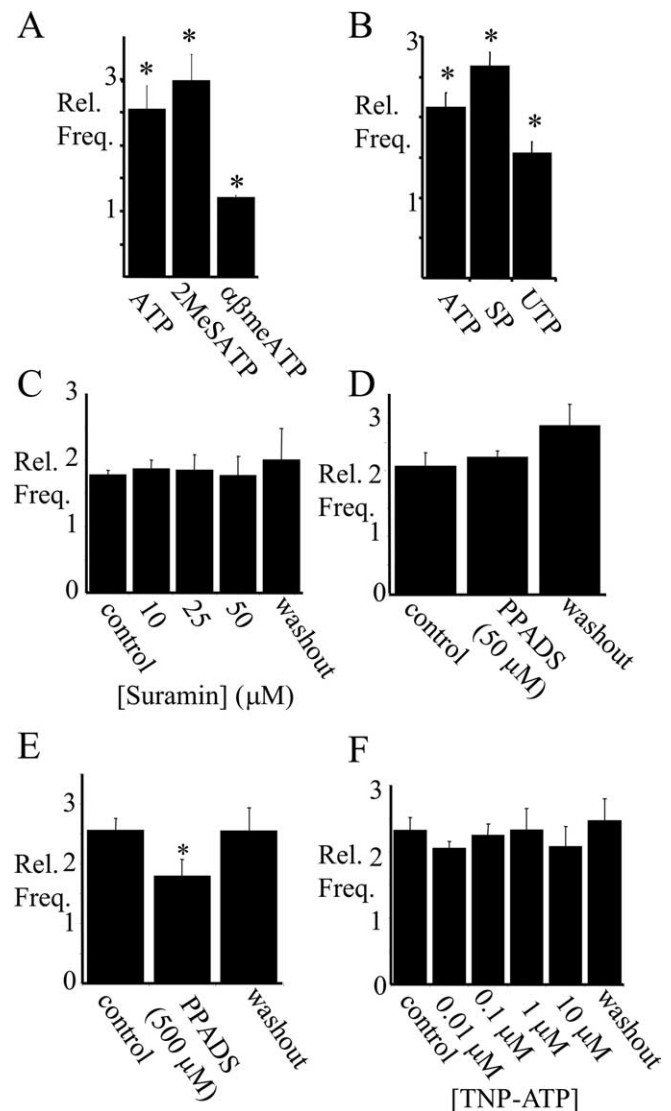 A
3
Rel.
Freq.
1
* * *
ATP
2MeSATP
αβmeATP
B
3
Rel.
Freq.
1
* * *
ATP
SP
UTP
C
3
Rel.
2
Freq.
1
0
control
10
25
50
washout
[Suramin] (μM)
D
3
Rel.
2
Freq.
1
0
control
PPADS
(50 μM)
washout
E
3
Rel.
2
Freq.
1
0
*
control
PPADS
(500 μM)
washout
F
3
Rel.
2
Freq.
1
0
control
0.01 μM
0.1 μM
1 μM
10 μM
washout
[TNP-ATP]